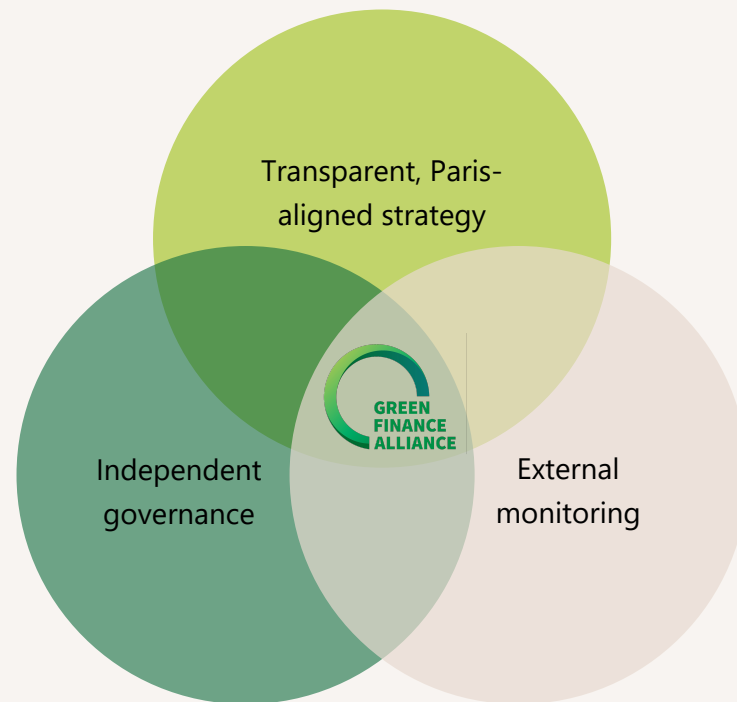 Transparent, Paris-
aligned strategy
GREEN
FINANCE
ALLIANCE
Independent
governance
External
monitoring